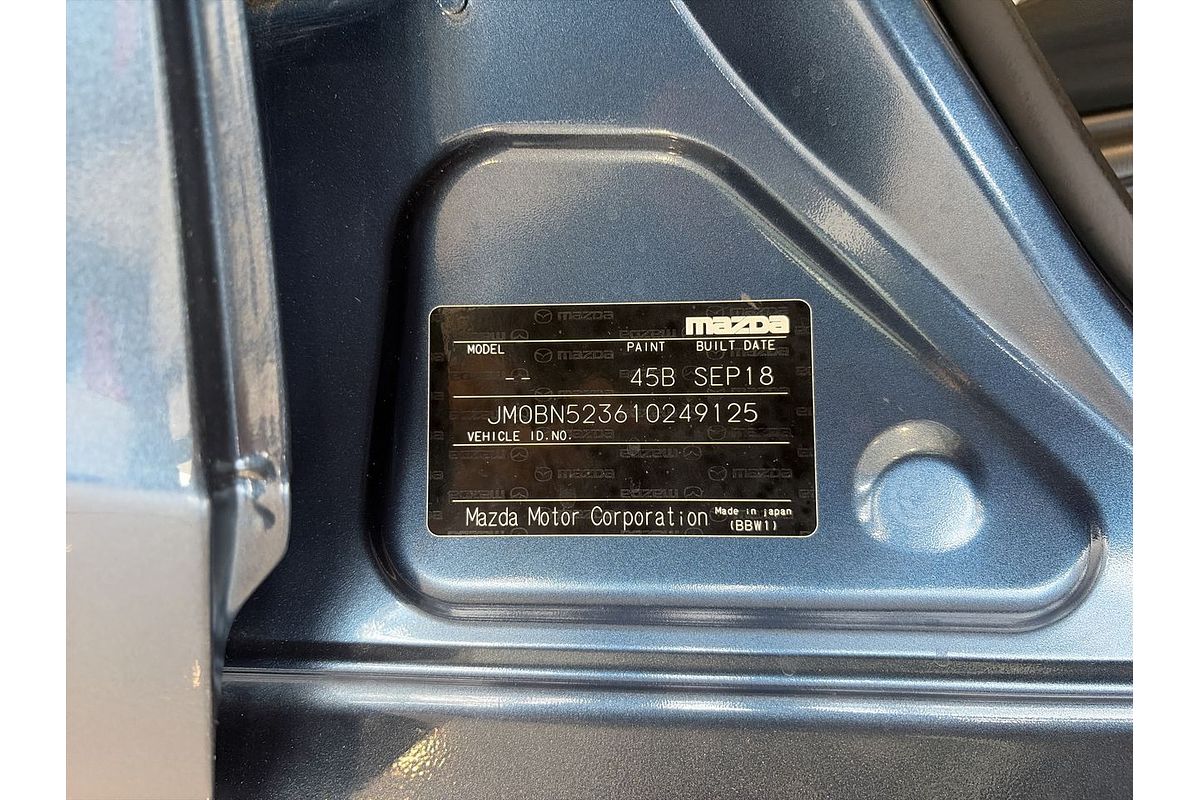 mazda
MODEL PAINT BUILT DATE
-- 45B SEP18
JM0BN523610249125
VEHICLE ID.NO.
Mazda Motor Corporation Made in japan
(BBW1)